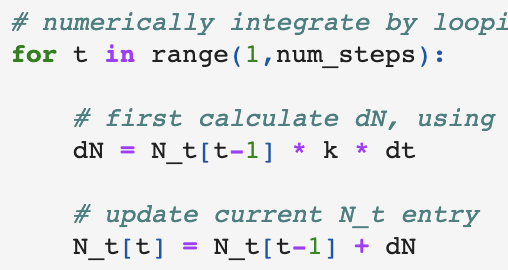 # numerically integrate by loopi
for t in range(1,num_steps):
# first calculate dN, using
dN = N_t[t-1] * k * dt
# update current N_t entry
N_t[t] = N_t[t-1] + dN